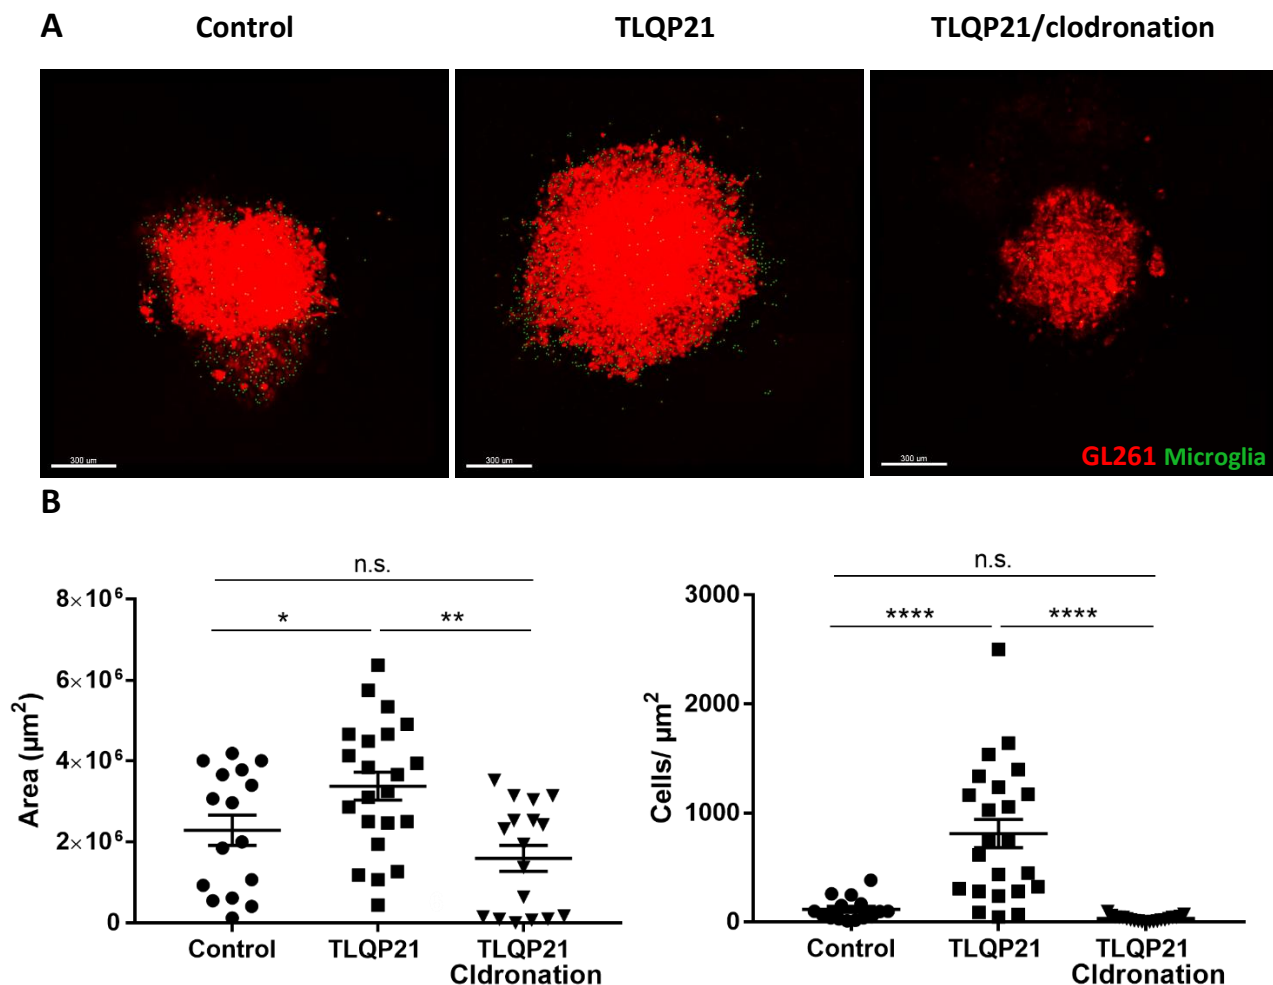 A
Control
TLQP21
TLQP21/clodronation
300 um
300 um
300 um
GL261 Microglia
B
n.s.
*
**
8×10⁶
6×10⁶
4×10⁶
2×10⁶
0
Area (µm²)
Control
TLQP21
TLQP21
Cldronation
n.s.
****
****
3000
2000
1000
0
Cells/ µm²
Control
TLQP21
TLQP21
Cldronation